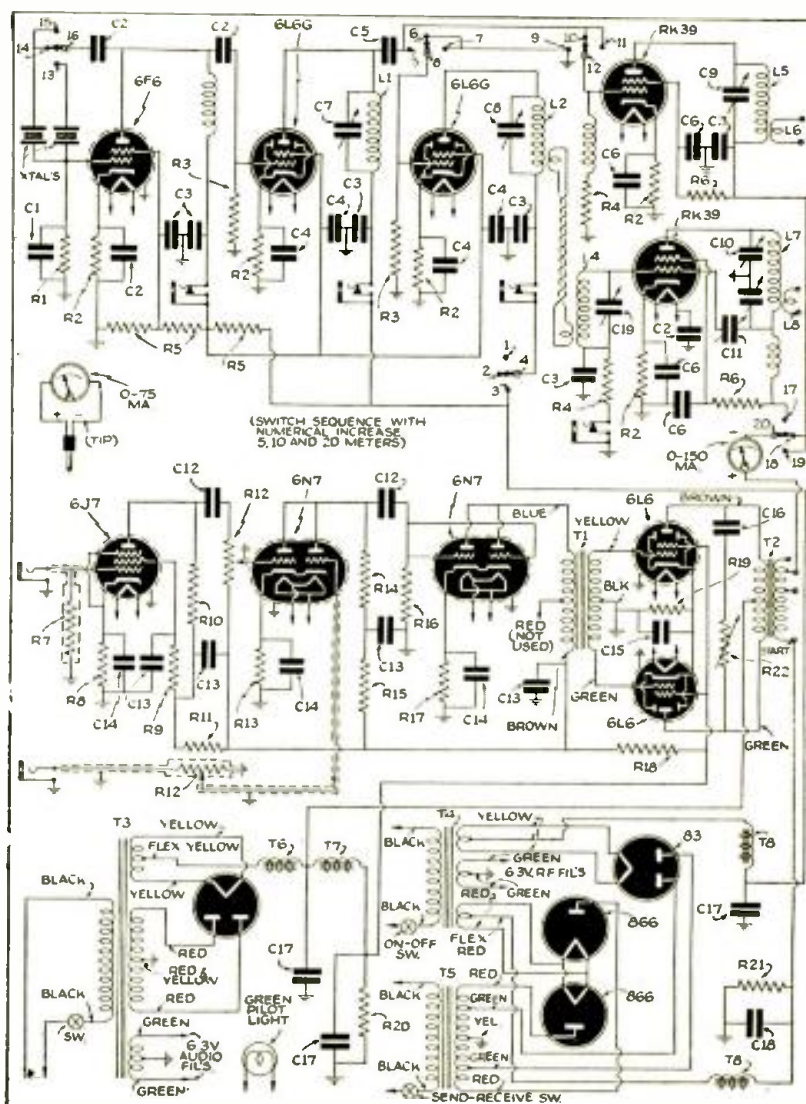 15
14
16
C2
C2
6L6G
C5
6
8
7
9
10
12
11
RK39
13
6F6
L1
6L6G
C9
L5
C7
C8
L2
L6
XTAL'S
R3
C3
C4
C3
C6
C6
R4
R2
R6
C1
R1
R2
C2
R2
C4
R3
R2
C4
C4
C3
RK39
C10
L7
L8
C19
C2
C11
C3
R4
R2
C6
C6
R6
17
R5
R5
1
2
3
4
0-75
MA
+ -
(TIP)
(SWITCH SEQUENCE WITH
NUMERICAL INCREASE
5, 10 AND 20 METERS)
0-150
MA
-
+
20
18
19
6J7
C12
R12
6N7
C12
6N7
BLUE
T1
YELLOW
6L6
BROWN
C16
T2
R7
R10
R14
R16
RED
(NOT
USED)
BLK
R19
C15
R22
START
R8
C14
C13
R9
C13
R13
C14
C13
R15
R17
C14
C13
BROWN
GREEN
6L6
GREEN
R11
R12
R18
T3
YELLOW
FLEX YELLOW
YELLOW
T6
T7
T4
YELLOW
83
T8
BLACK
BLACK
GREEN
6.3V. RF FIL'S
GREEN
RED
RED
RED &
YELLOW
RED
C17
ON-OFF
SW.
FLEX
RED
866
C17
BLACK
SW.
GREEN
6.3V
AUDIO
FIL'S
GREEN
GREEN
PILOT
LIGHT
C17
R20
T5
RED
BLACK
GREEN
YEL
GREEN
BLACK
RED
866
R21
C18
T8
SEND-RECEIVE SW.